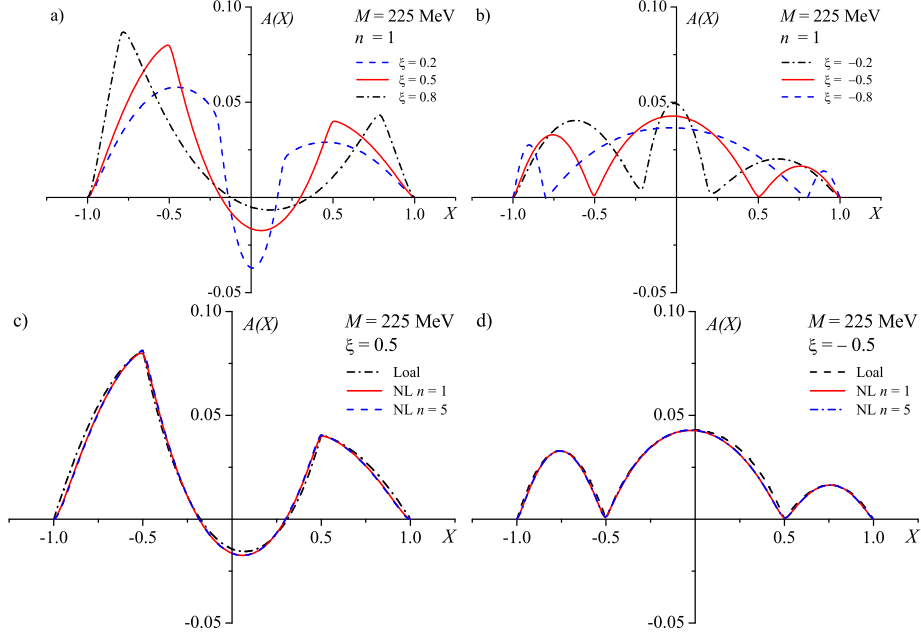 a)
A(X)
M = 225 MeV
n = 1
ξ = 0.2
ξ = 0.5
ξ = 0.8
0.10
0.05
-0.05
-1.0
-0.5
0.5
1.0
X
b)
A(X)
M = 225 MeV
n = 1
ξ = –0.2
ξ = –0.5
ξ = –0.8
0.10
0.05
-0.05
-1.0
-0.5
0.5
1.0
X
c)
A(X)
M = 225 MeV
ξ = 0.5
Loal
NL n = 1
NL n = 5
0.10
0.05
-0.05
-1.0
-0.5
0.5
1.0
X
d)
A(X)
M = 225 MeV
ξ = – 0.5
Loal
NL n = 1
NL n = 5
0.10
0.05
-0.05
-1.0
-0.5
0.5
1.0
X